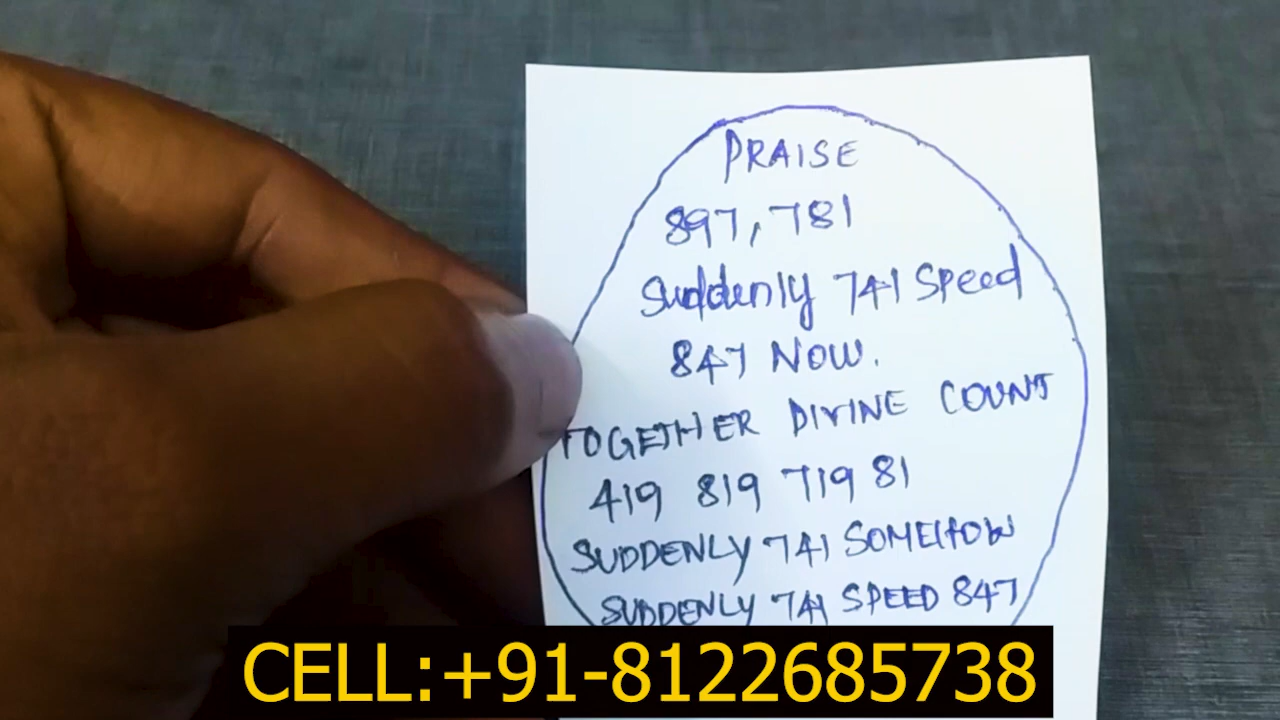 PRAISE
897, 781
Suddenly 741 Speed
847 NOW.
TOGETHER DIVINE COUNT
419 819 719 81
SUDDENLY 741 SOMEHOW
SUDDENLY 741 SPEED 847
CELL:+91-8122685738